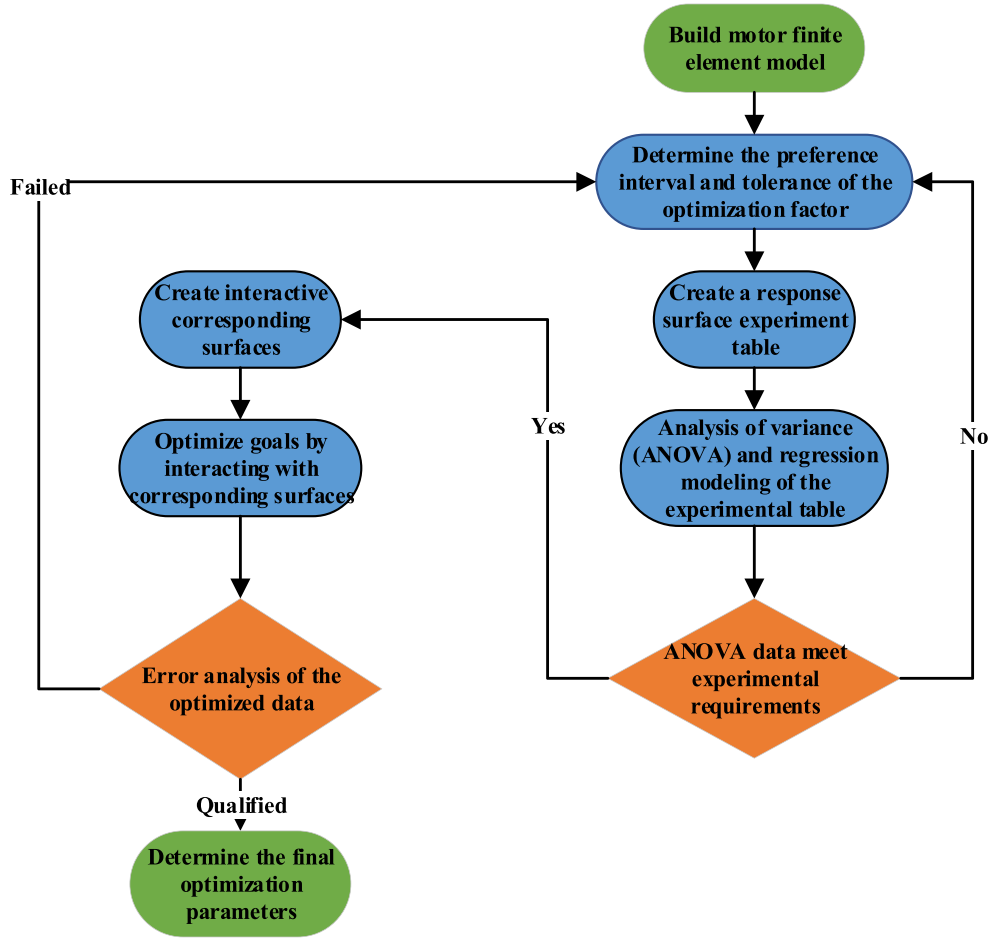 Build motor finite
element model
Determine the preference
interval and tolerance of the
optimization factor
Failed
Create a response
surface experiment
table
Create interactive
corresponding
surfaces
Analysis of variance
(ANOVA) and regression
modeling of the
experimental table
Yes
No
Optimize goals by
interacting with
corresponding surfaces
ANOVA data meet
experimental
requirements
Error analysis of the
optimized data
Qualified
Determine the final
optimization
parameters